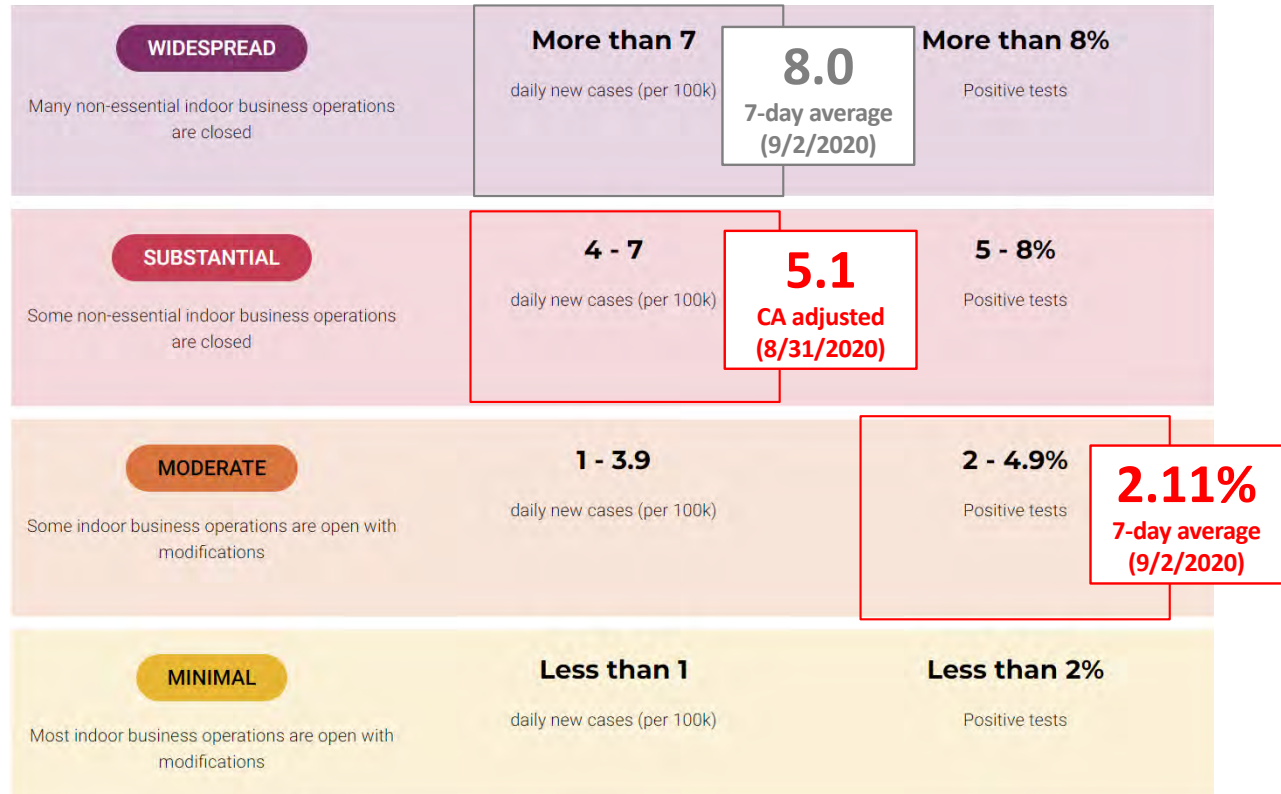 WIDESPREAD
Many non-essential indoor business operations
are closed
More than 7
daily new cases (per 100k)
8.0
7-day average
(9/2/2020)
More than 8%
Positive tests
SUBSTANTIAL
Some non-essential indoor business operations
are closed
4 - 7
daily new cases (per 100k)
5.1
CA adjusted
(8/31/2020)
5 - 8%
Positive tests
MODERATE
Some indoor business operations are open with
modifications
1 - 3.9
daily new cases (per 100k)
2 - 4.9%
Positive tests
2.11%
7-day average
(9/2/2020)
MINIMAL
Most indoor business operations are open with
modifications
Less than 1
daily new cases (per 100k)
Less than 2%
Positive tests